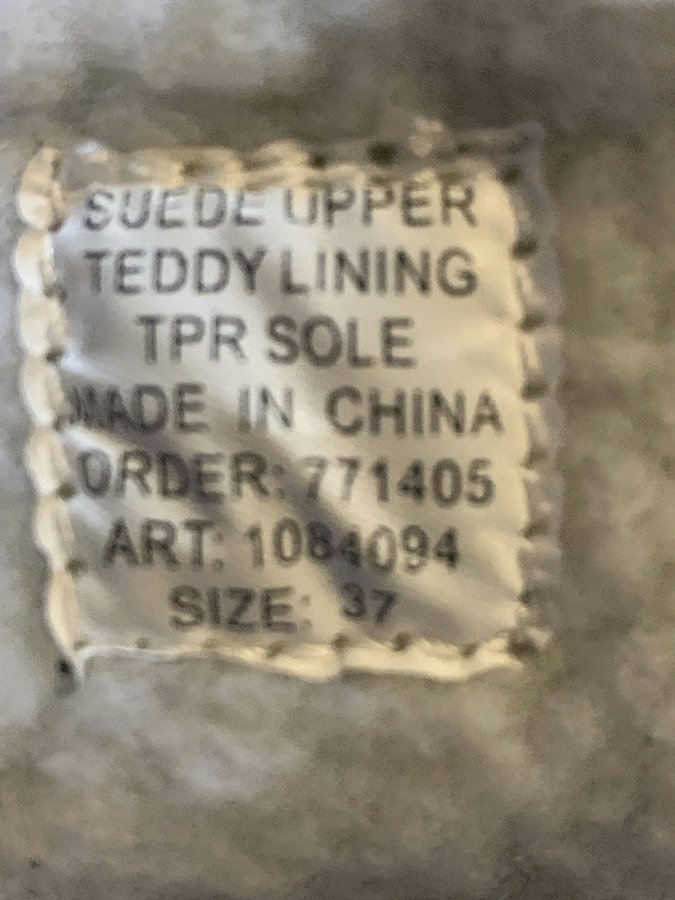 SUEDE UPPER
TEDDY LINING
TPR SOLE
MADE IN CHINA
ORDER: 771405
ART: 1084094
SIZE: 37